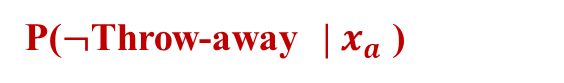 P(¬Throw-away | xₐ )